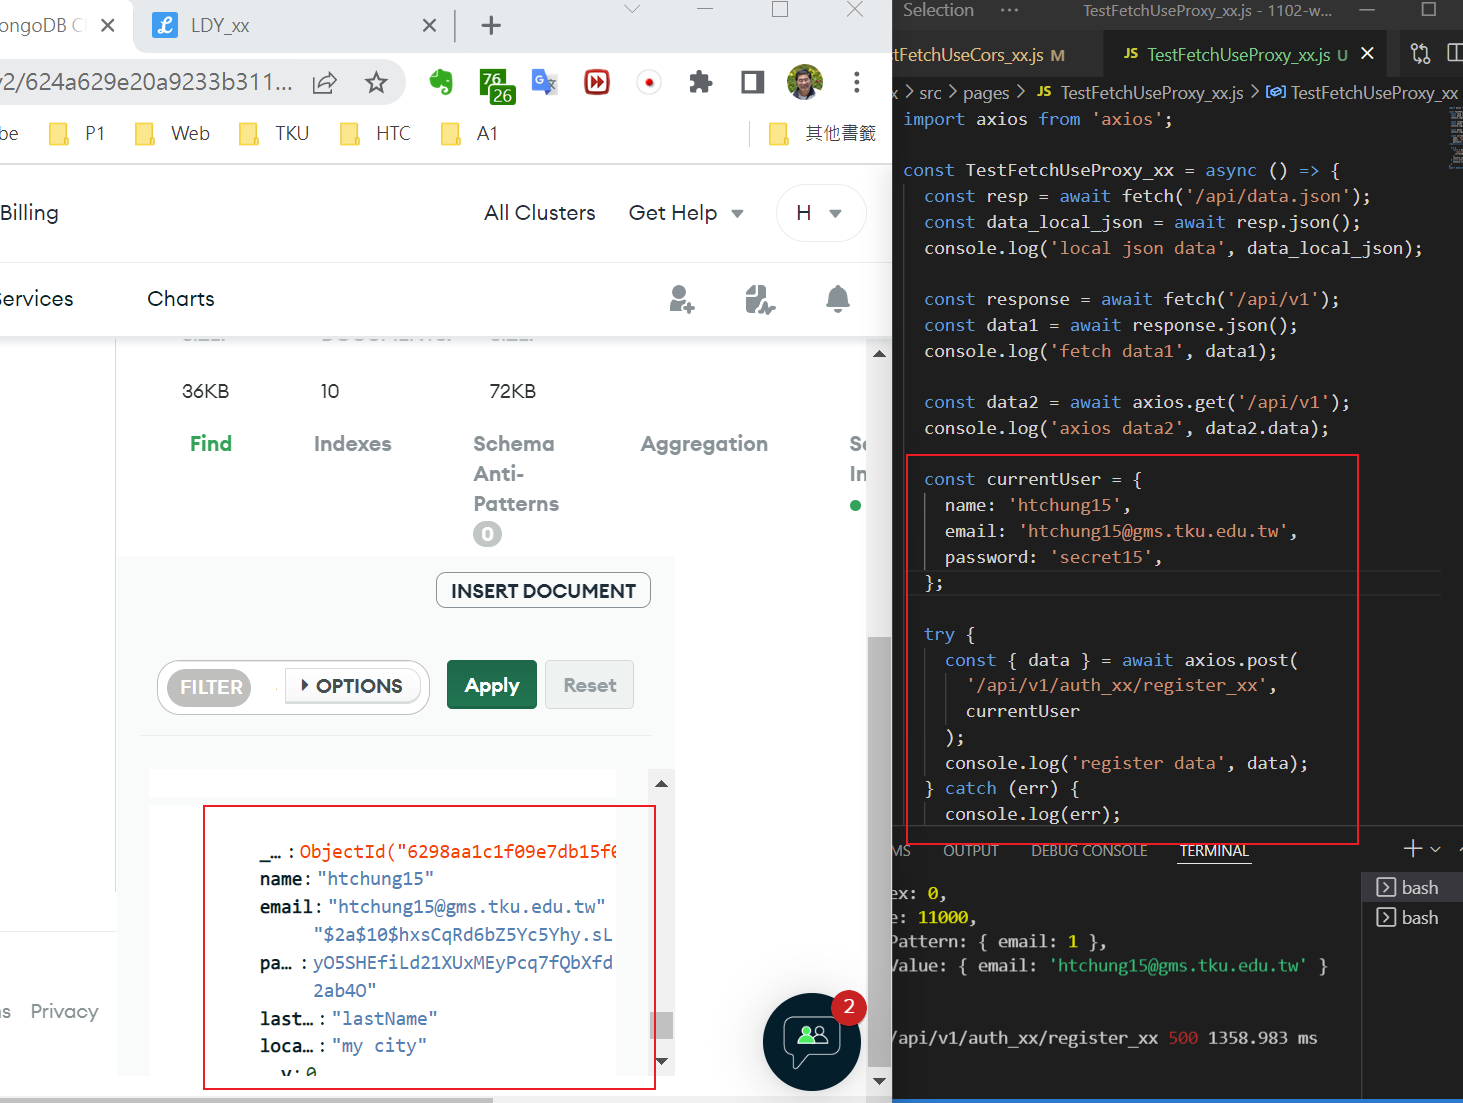 ongoDB C
LDY_xx
v2/624a629e20a9233b311...
76
26
be
P1
Web
TKU
HTC
A1
其他書籤
Billing
All Clusters
Get Help
H
Services
Charts
36KB
10
72KB
Find
Indexes
Schema
Anti-
Patterns
0
Aggregation
INSERT DOCUMENT
FILTER
OPTIONS
Apply
Reset
_… : ObjectId("6298aa1c1f09e7db15f6
name: "htchung15"
email: "htchung15@gms.tku.edu.tw"
"$2a$10$hxsCqRd6bZ5Yc5Yhy.sL
pa… : yO5SHEfiLd21XUxMEyPcq7fQbXfd
2ab4O"
last… : "lastName"
loca… : "my city"
Privacy
2
Selection
···
TestFetchUseProxy_xx.js - 1102-w...
tFetchUseCors_xx.js M
JS TestFetchUseProxy_xx.js U
x > src > pages > JS TestFetchUseProxy_xx.js > TestFetchUseProxy_xx
import axios from 'axios';
const TestFetchUseProxy_xx = async () => {
const resp = await fetch('/api/data.json');
const data_local_json = await resp.json();
console.log('local json data', data_local_json);
const response = await fetch('/api/v1');
const data1 = await response.json();
console.log('fetch data1', data1);
const data2 = await axios.get('/api/v1');
console.log('axios data2', data2.data);
const currentUser = {
name: 'htchung15',
email: 'htchung15@gms.tku.edu.tw',
password: 'secret15',
};
try {
const { data } = await axios.post(
'/api/v1/auth_xx/register_xx',
currentUser
);
console.log('register data', data);
} catch (err) {
console.log(err);
MS
OUTPUT
DEBUG CONSOLE
TERMINAL
bash
bash
ex: 0,
e: 11000,
Pattern: { email: 1 },
Value: { email: 'htchung15@gms.tku.edu.tw' }
/api/v1/auth_xx/register_xx 500 1358.983 ms